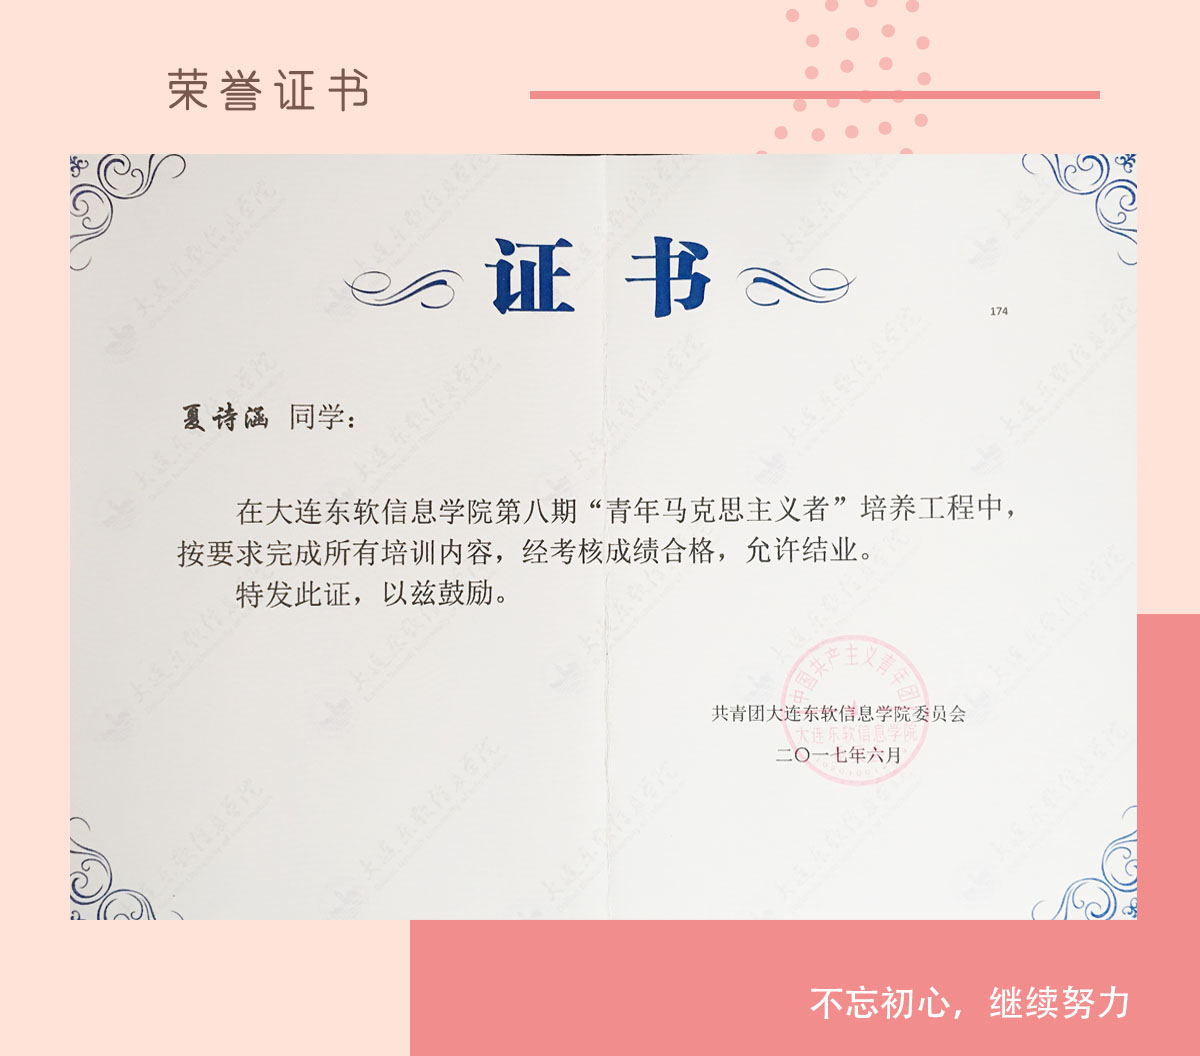 荣誉证书
证书
174
夏诗涵 同学：
在大连东软信息学院第八期“青年马克思主义者”培养工程中，
按要求完成所有培训内容，经考核成绩合格，允许结业。
特发此证，以兹鼓励。
中国共产主义青年团
共青团大连东软信息学院委员会
大连东软信息学院
二〇一七年六月
不忘初心，继续努力